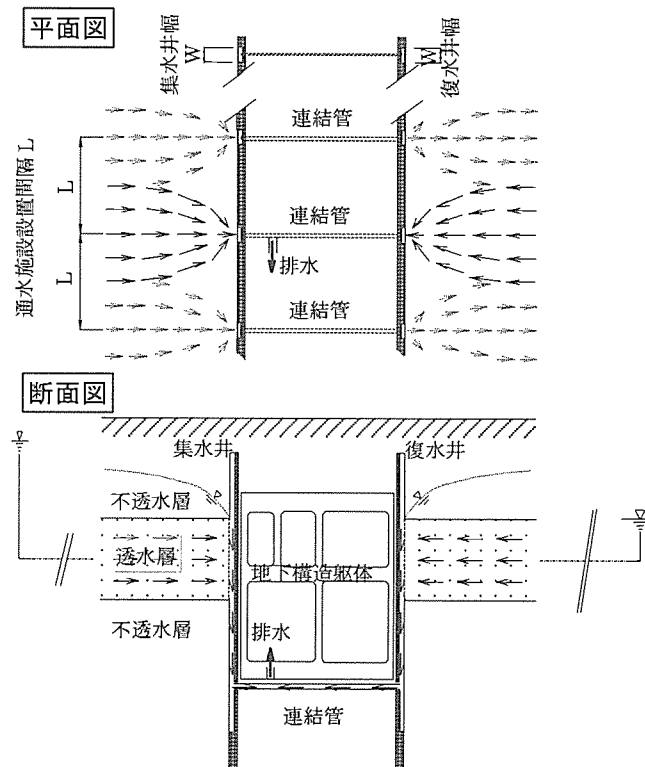 平面図
集水井幅
W
復水井幅
W
連結管
通水施設設置間隔 L
L
連結管
排水
L
連結管
断面図
集水井
復水井
不透水層
透水層
地下構造躯体
不透水層
排水
連結管